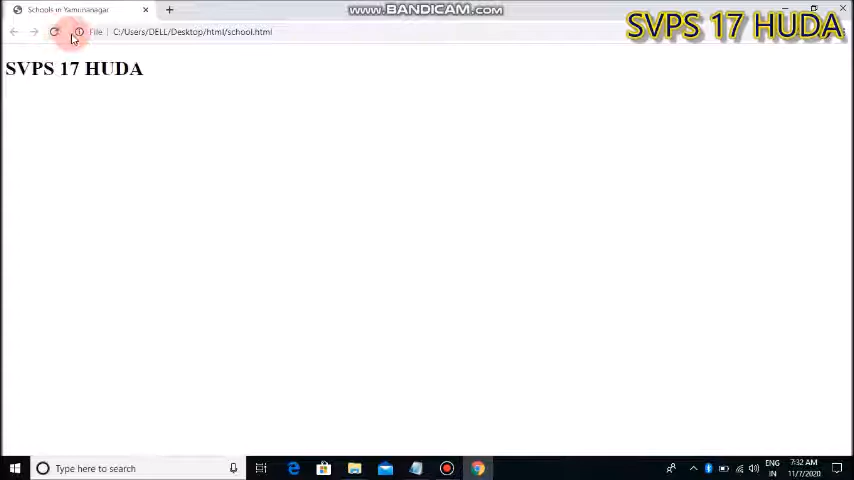 Schools in Yamunanagar
www.BANDICAM.com
SVPS 17 HUDA
File
C:/Users/DELL/Desktop/html/school.html
SVPS 17 HUDA
Type here to search
ENG
IN
7:32 AM
11/7/2020